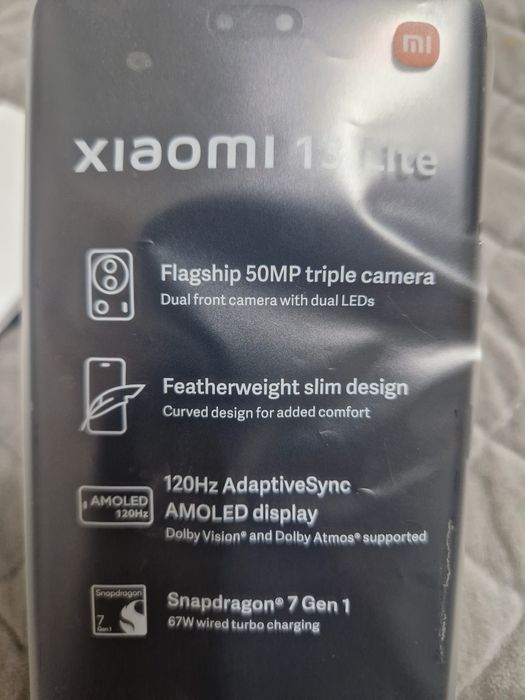 mi
xiaomi 13 Lite
Flagship 50MP triple camera
Dual front camera with dual LEDs
Featherweight slim design
Curved design for added comfort
AMOLED
120Hz
120Hz AdaptiveSync
AMOLED display
Dolby Vision® and Dolby Atmos® supported
Snapdragon
7
Gen 1
Snapdragon® 7 Gen 1
67W wired turbo charging